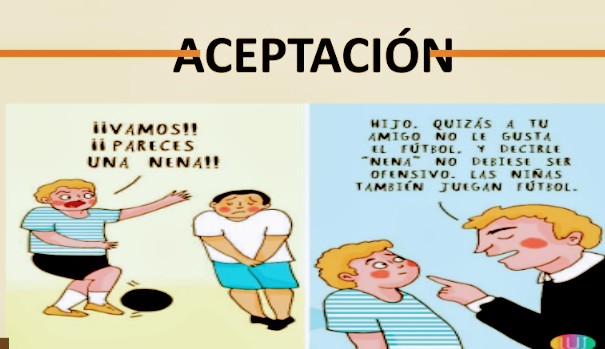 ACEPTACIÓN
¡¡VAMOS!!
¡¡PARECES
UNA NENA!!
HIJO. QUIZÁS A TU
AMIGO NO LE GUSTA
EL FÚTBOL. Y DECIRLE
"NENA" NO DEBIESE SER
OFENSIVO. LAS NIÑAS
TAMBIÉN JUEGAN FÚTBOL.